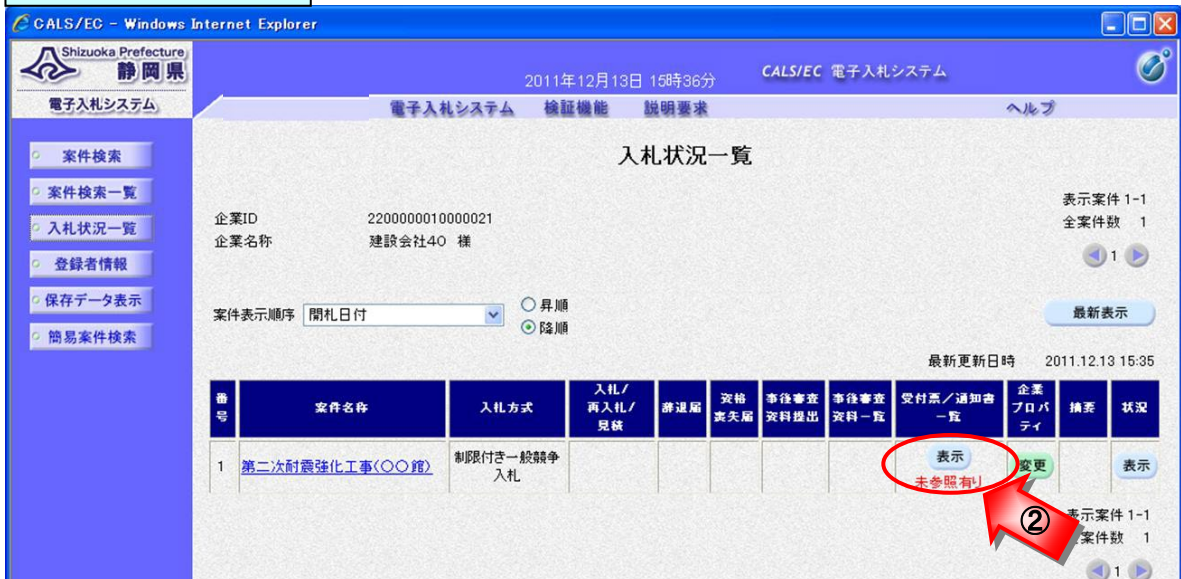 CALS/EC - Windows Internet Explorer
Shizuoka Prefecture
静岡県
2011年12月13日 15時36分
CALS/EC 電子入札システム
電子入札システム
電子入札システム 検証機能 説明要求 ヘルプ
案件検索
案件検索一覧
入札状況一覧
登録者情報
保存データ表示
簡易案件検索
入札状況一覧
表示案件 1-1
全案件数 1
1
企業ID 2200000010000021
企業名称 建設会社40 様
案件表示順序 開札日付
昇順
降順
最新表示
最新更新日時 2011.12.13 15:35
番号 案件名称 入札方式 入札/再入札/見積 辞退届 資格喪失届 事後審査資料提出 事後審査資料一覧 受付票/通知書一覧 企業プロパティ 摘要 状況
1 第二次耐震強化工事(〇〇館) 制限付き一般競争入札 表示 未参照有り 変更 表示
②
表示案件 1-1
案件数 1
1